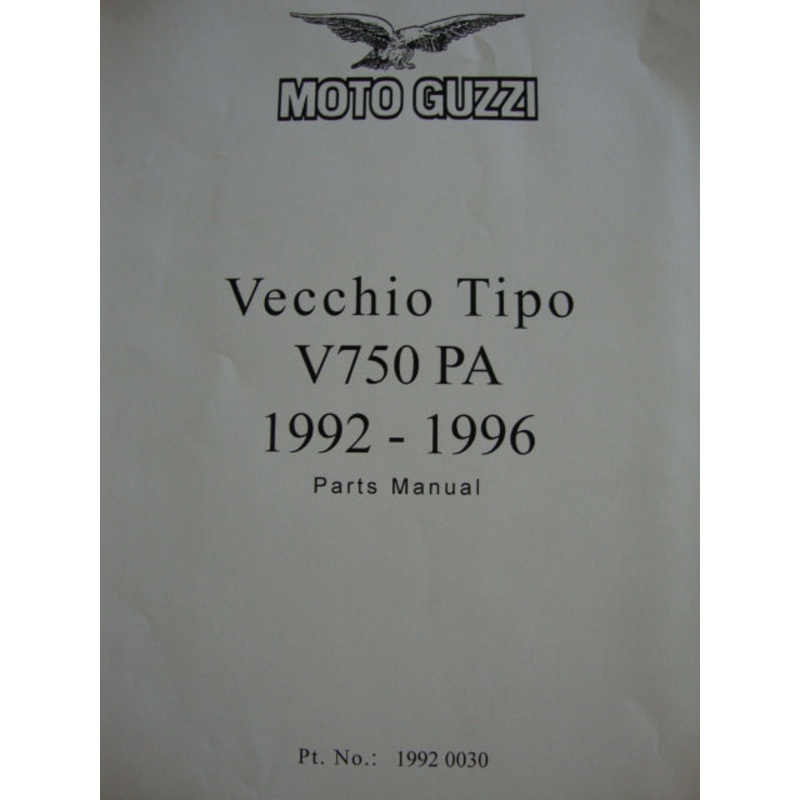 MOTO GUZZI
Vecchio Tipo
V750 PA
1992 - 1996
Parts Manual
Pt. No.: 1992 0030